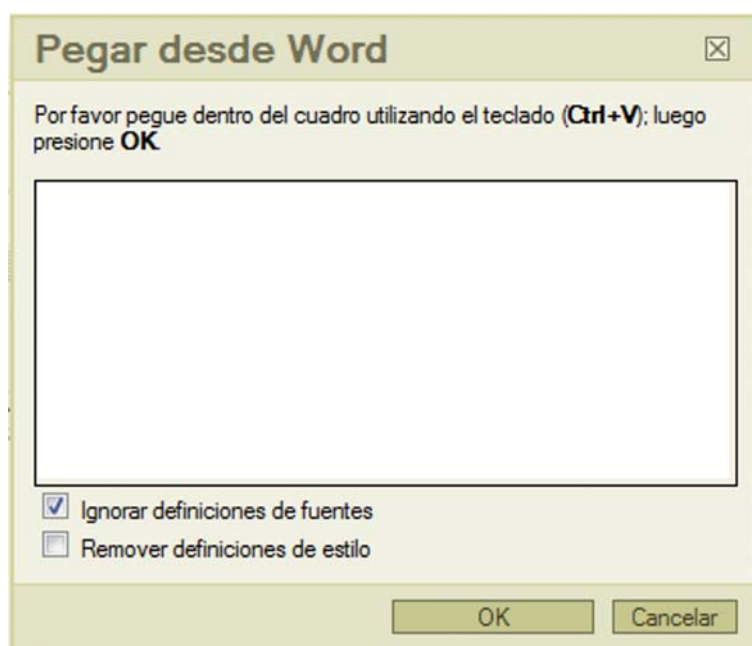 Pegar desde Word
Por favor pegue dentro del cuadro utilizando el teclado (Ctrl+V); luego
presione OK.
Ignorar definiciones de fuentes
Remover definiciones de estilo
OK
Cancelar